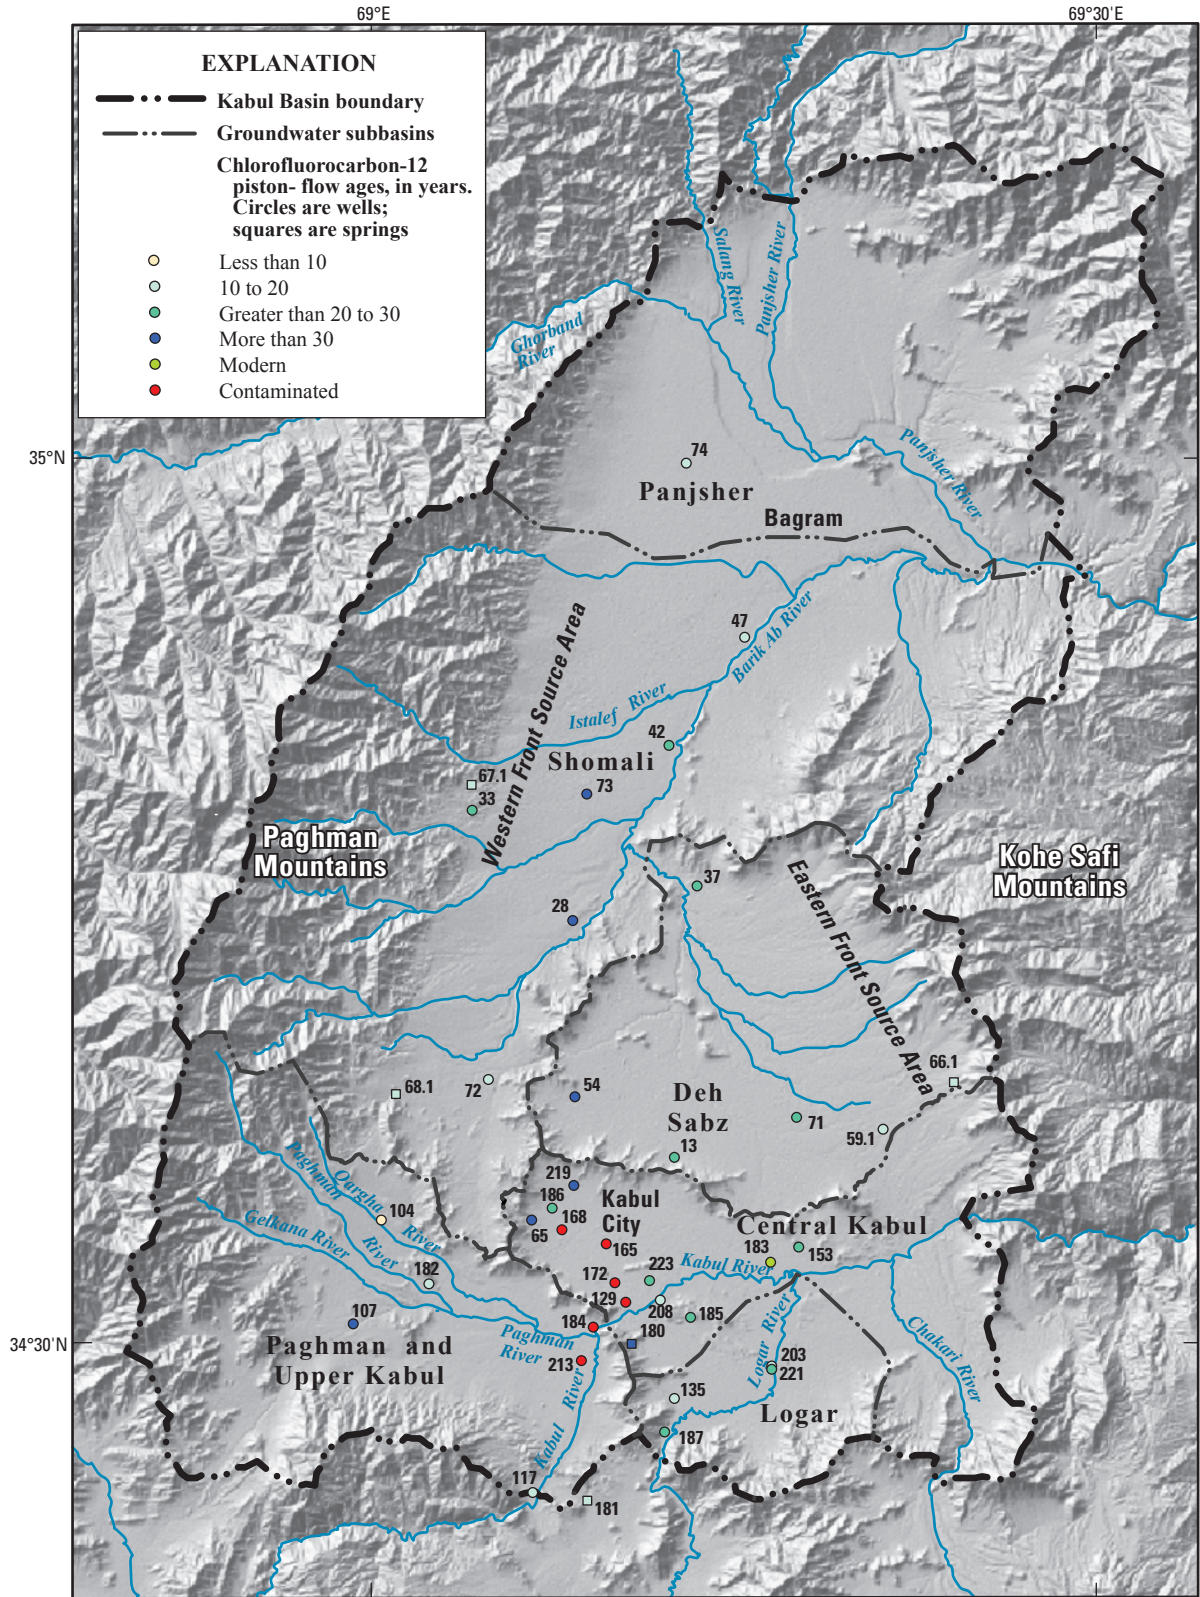 69°E
69°30'E
EXPLANATION
Kabul Basin boundary
Groundwater subbasins
Chlorofluorocarbon-12
piston- flow ages, in years.
Circles are wells;
squares are springs
Less than 10
10 to 20
Greater than 20 to 30
More than 30
Modern
Contaminated
Salang River
Panjsher River
Ghorband
River
35°N
74
Panjsher
Panjsher River
Bagram
47
Barik Ab River
Western Front Source Area
Istalef River
42
Shomali
67.1
73
33
Paghman
Mountains
Kohe Safi
Mountains
37
Eastern Front Source Area
28
66.1
68.1
72
54
Deh
Sabz
71
59.1
13
Paghman
River
Qargha
River
219
186
Kabul
City
104
65
168
Central Kabul
Gelkana River
165
183
153
223
Kabul River
182
172
129
208
185
107
184
180
34°30'N
Paghman and
Upper Kabul
Paghman
River
213
Logar River
203
221
Chakari River
135
Logar
187
Kabul River
117
181